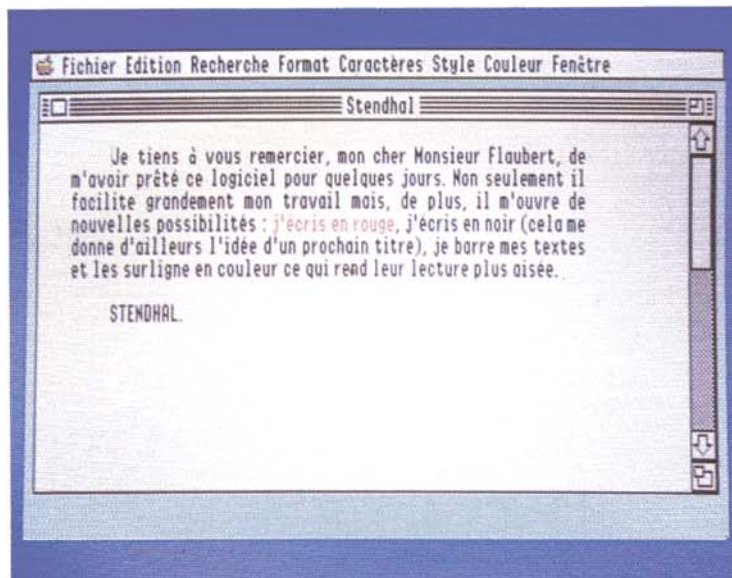 Fichier Edition Recherche Format Caractères Style Couleur Fenêtre
Stendhal
Je tiens à vous remercier, mon cher Monsieur Flaubert, de
m'avoir prêté ce logiciel pour quelques jours. Non seulement il
facilite grandement mon travail mais, de plus, il m'ouvre de
nouvelles possibilités : j'écris en rouge, j'écris en noir (cela me
donne d'ailleurs l'idée d'un prochain titre), je barre mes textes
et les surligne en couleur ce qui rend leur lecture plus aisée.
STENDHAL.